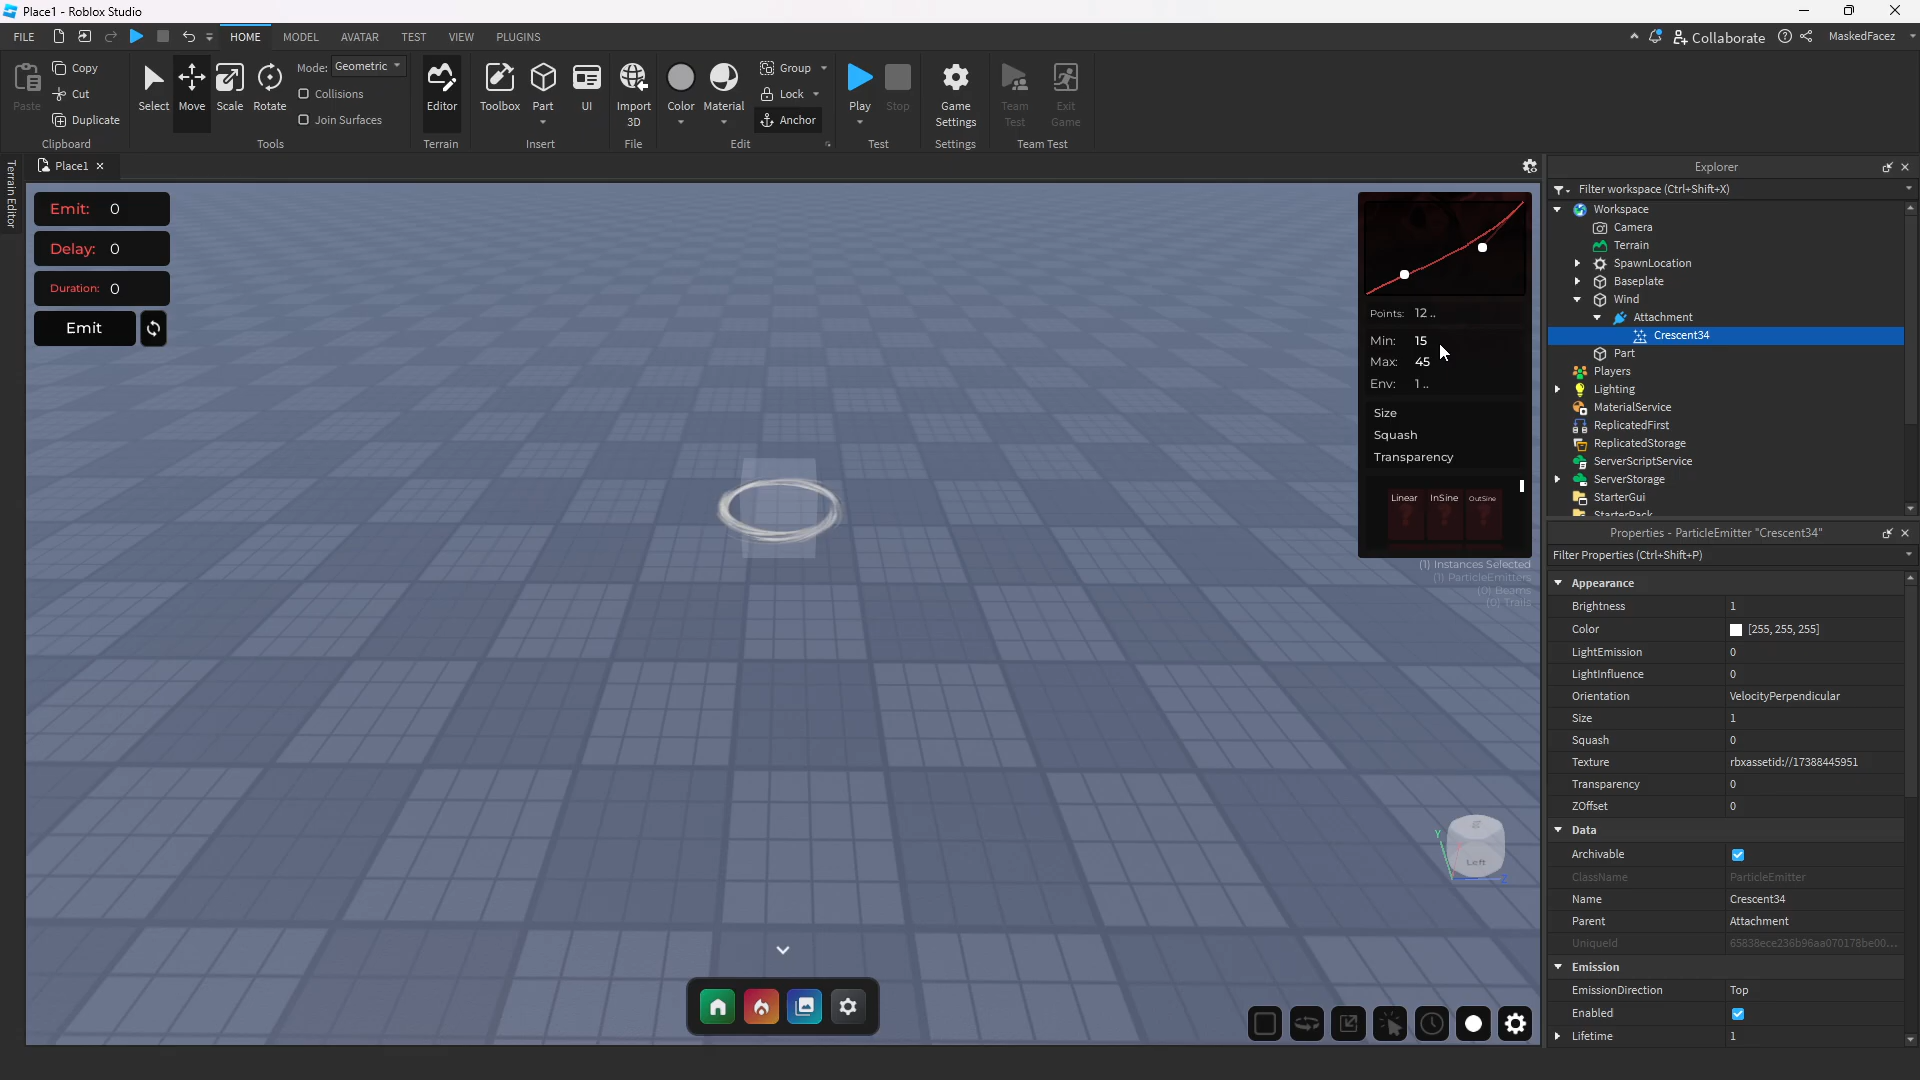 Place1 - Roblox Studio
FILE
HOME
MODEL
AVATAR
TEST
VIEW
PLUGINS
Collaborate
MaskedFacez
Paste
Copy
Cut
Duplicate
Clipboard
Select
Move
Scale
Rotate
Mode: Geometric
Collisions
Join Surfaces
Tools
Editor
Terrain
Toolbox
Part
UI
Insert
Import
3D
File
Color
Material
Group
Lock
Anchor
Edit
Play
Stop
Test
Game
Settings
Settings
Team
Test
Exit
Game
Team Test
Terrain Editor
Place1
Emit: 0
Delay: 0
Duration: 0
Emit
Points: 12 ..
Min: 15
Max: 45
Env: 1 ..
Size
Squash
Transparency
Linear
InSine
OutSine
(1) Instances Selected
(1) ParticleEmitters
(0) Beams
(0) Trails
Y
Left
Z
Explorer
Filter workspace (Ctrl+Shift+X)
Workspace
Camera
Terrain
SpawnLocation
Baseplate
Wind
Attachment
Crescent34
Part
Players
Lighting
MaterialService
ReplicatedFirst
ReplicatedStorage
ServerScriptService
ServerStorage
StarterGui
StarterPack
Properties - ParticleEmitter "Crescent34"
Filter Properties (Ctrl+Shift+P)
Appearance
Brightness 1
Color [255, 255, 255]
LightEmission 0
LightInfluence 0
Orientation VelocityPerpendicular
Size 1
Squash 0
Texture rbxassetid://17388445951
Transparency 0
ZOffset 0
Data
Archivable
ClassName ParticleEmitter
Name Crescent34
Parent Attachment
UniqueId 65838ece236b96aa070178be00...
Emission
EmissionDirection Top
Enabled
Lifetime 1